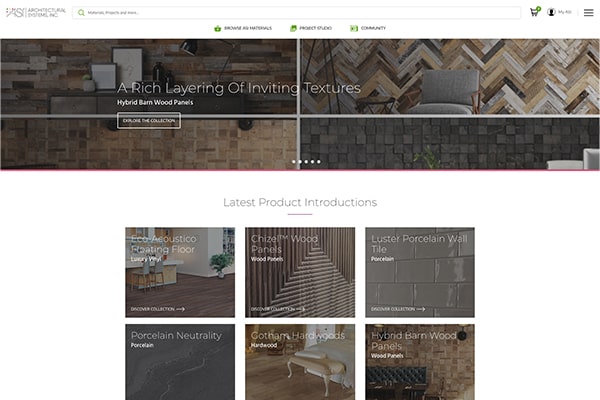 ASI ARCHITECTURAL
SYSTEMS, INC.
Materials, Projects and more...
0
My ASI
BROWSE ASI MATERIALS
PROJECT STUDIO
COMMUNITY
A Rich Layering Of Inviting Textures
Hybrid Barn Wood Panels
EXPLORE THE COLLECTION
Latest Product Introductions
Eco-Acoustico
Floating Floor
Luxury Vinyl
DISCOVER COLLECTION
Chizel™ Wood
Panels
Wood Panels
DISCOVER COLLECTION
Luster Porcelain Wall
Tile
Porcelain
DISCOVER COLLECTION
Porcelain Neutrality
Porcelain
Gotham Hardwoods
Hardwood
Hybrid Barn Wood
Panels
Wood Panels